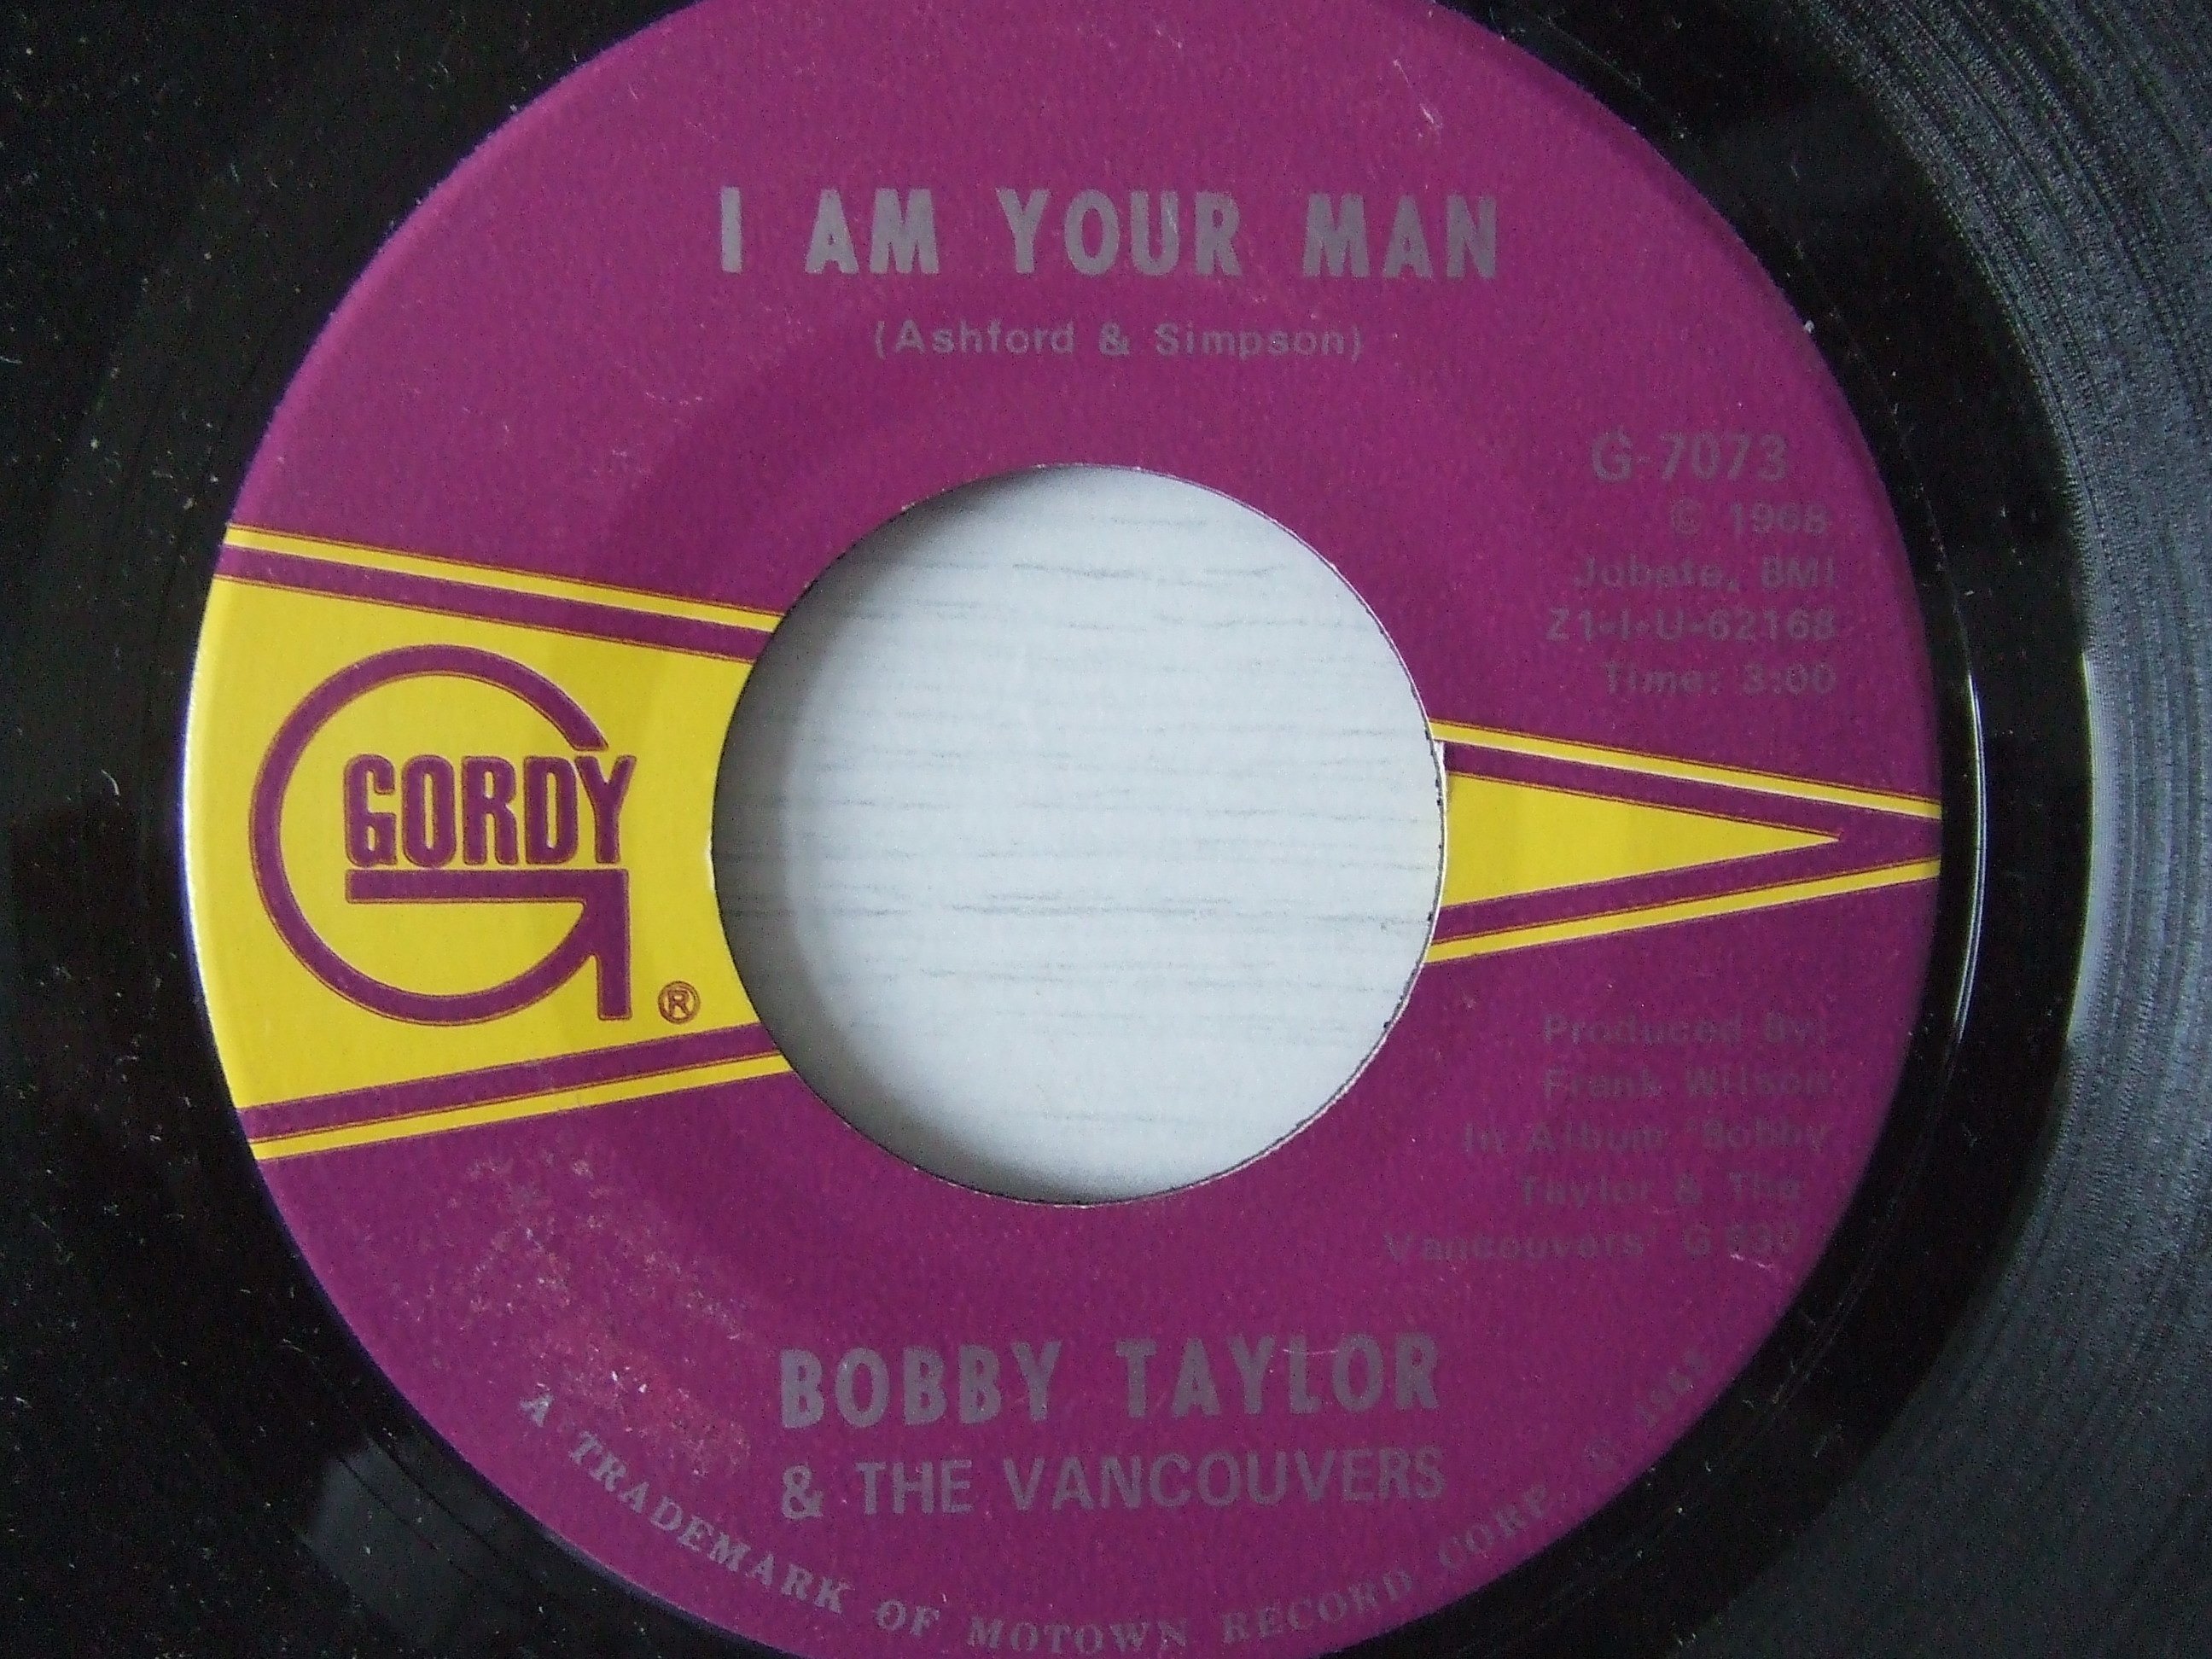 I AM YOUR MAN
(Ashford & Simpson)
G-7073
© 1968
Jobete, BMI
Z1-I-U-62168
Time: 3:00
GORDY
®
Produced By:
Frank Wilson
In Album 'Bobby
Taylor & The
Vancouvers' G 930
BOBBY TAYLOR
& THE VANCOUVERS
A TRADEMARK OF MOTOWN RECORD CORP.